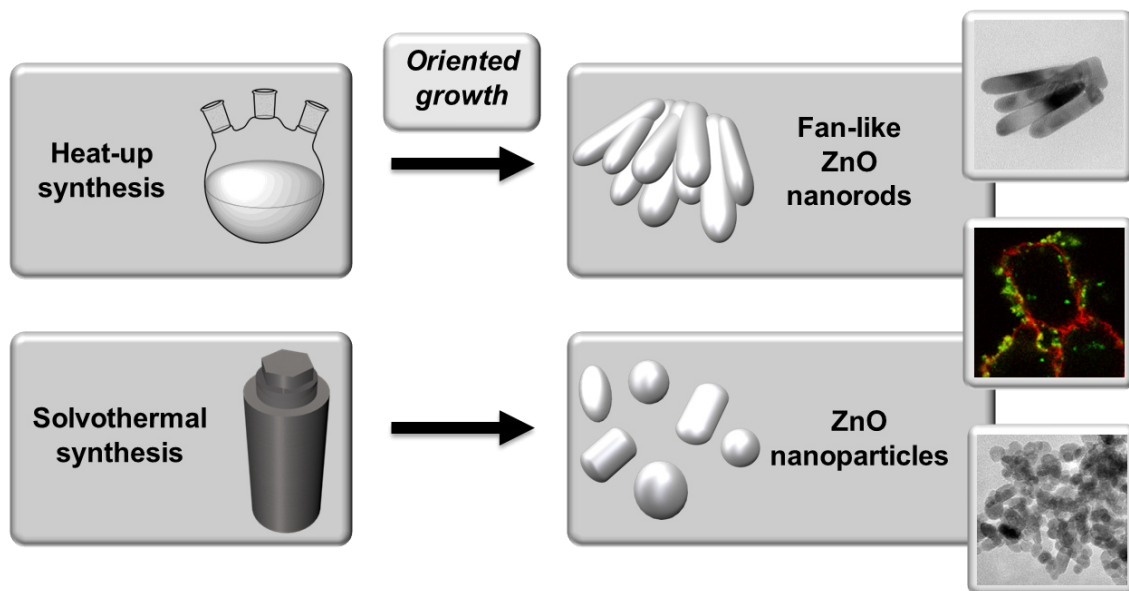 Oriented
growth
Heat-up
synthesis
Fan-like
ZnO
nanorods
Solvothermal
synthesis
ZnO
nanoparticles